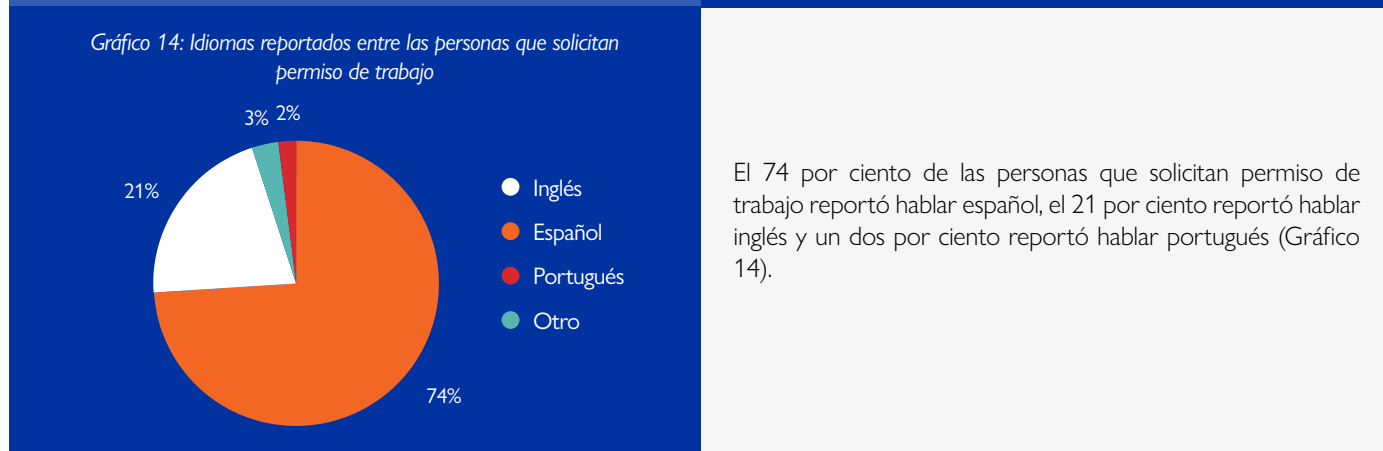 Gráfico 14: Idiomas reportados entre las personas que solicitan
permiso de trabajo
3% 2%
21%
74%
Inglés
Español
Portugués
Otro
El 74 por ciento de las personas que solicitan permiso de
trabajo reportó hablar español, el 21 por ciento reportó hablar
inglés y un dos por ciento reportó hablar portugués (Gráfico
14).